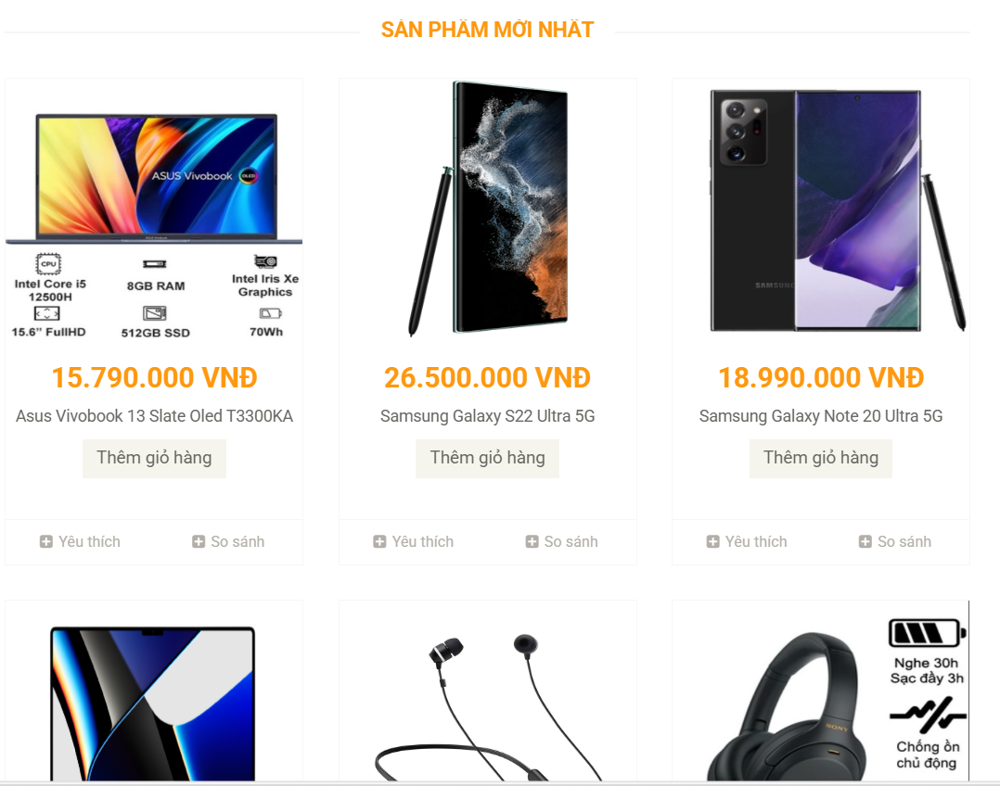 SẢN PHẨM MỚI NHẤT
ASUS Vivobook OLED
CPU
Intel Core i5
12500H
8GB RAM
Intel Iris Xe
Graphics
15.6” FullHD
512GB SSD
70Wh
SAMSUNG
15.790.000 VNĐ
26.500.000 VNĐ
18.990.000 VNĐ
Asus Vivobook 13 Slate Oled T3300KA
Samsung Galaxy S22 Ultra 5G
Samsung Galaxy Note 20 Ultra 5G
Thêm giỏ hàng
Thêm giỏ hàng
Thêm giỏ hàng
Yêu thích
So sánh
Yêu thích
So sánh
Yêu thích
So sánh
Nghe 30h
Sạc đầy 3h
SONY
Chống ồn
chủ động